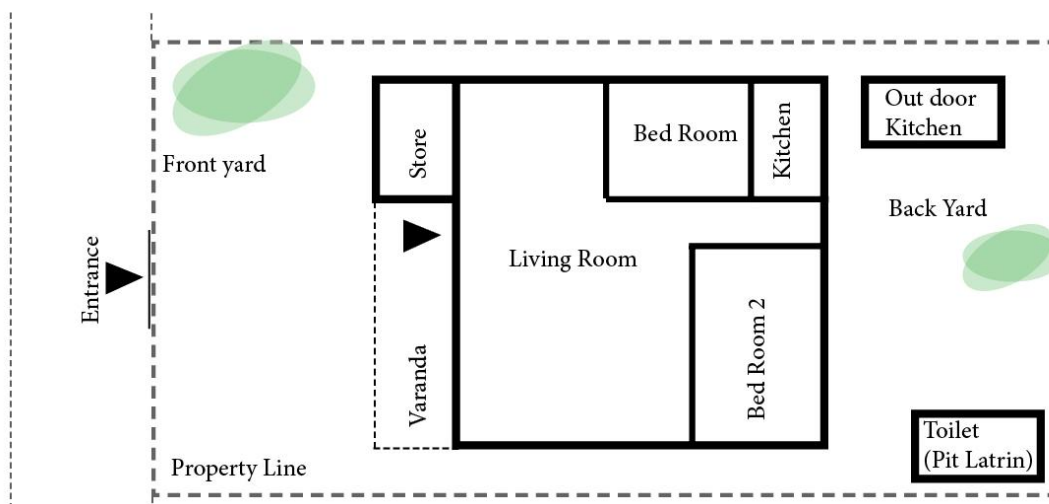 Front yard
Entrance
Property Line
Store
Varanda
Living Room
Bed Room
Kitchen
Bed Room 2
Out door
Kitchen
Back Yard
Toilet
(Pit Latrin)